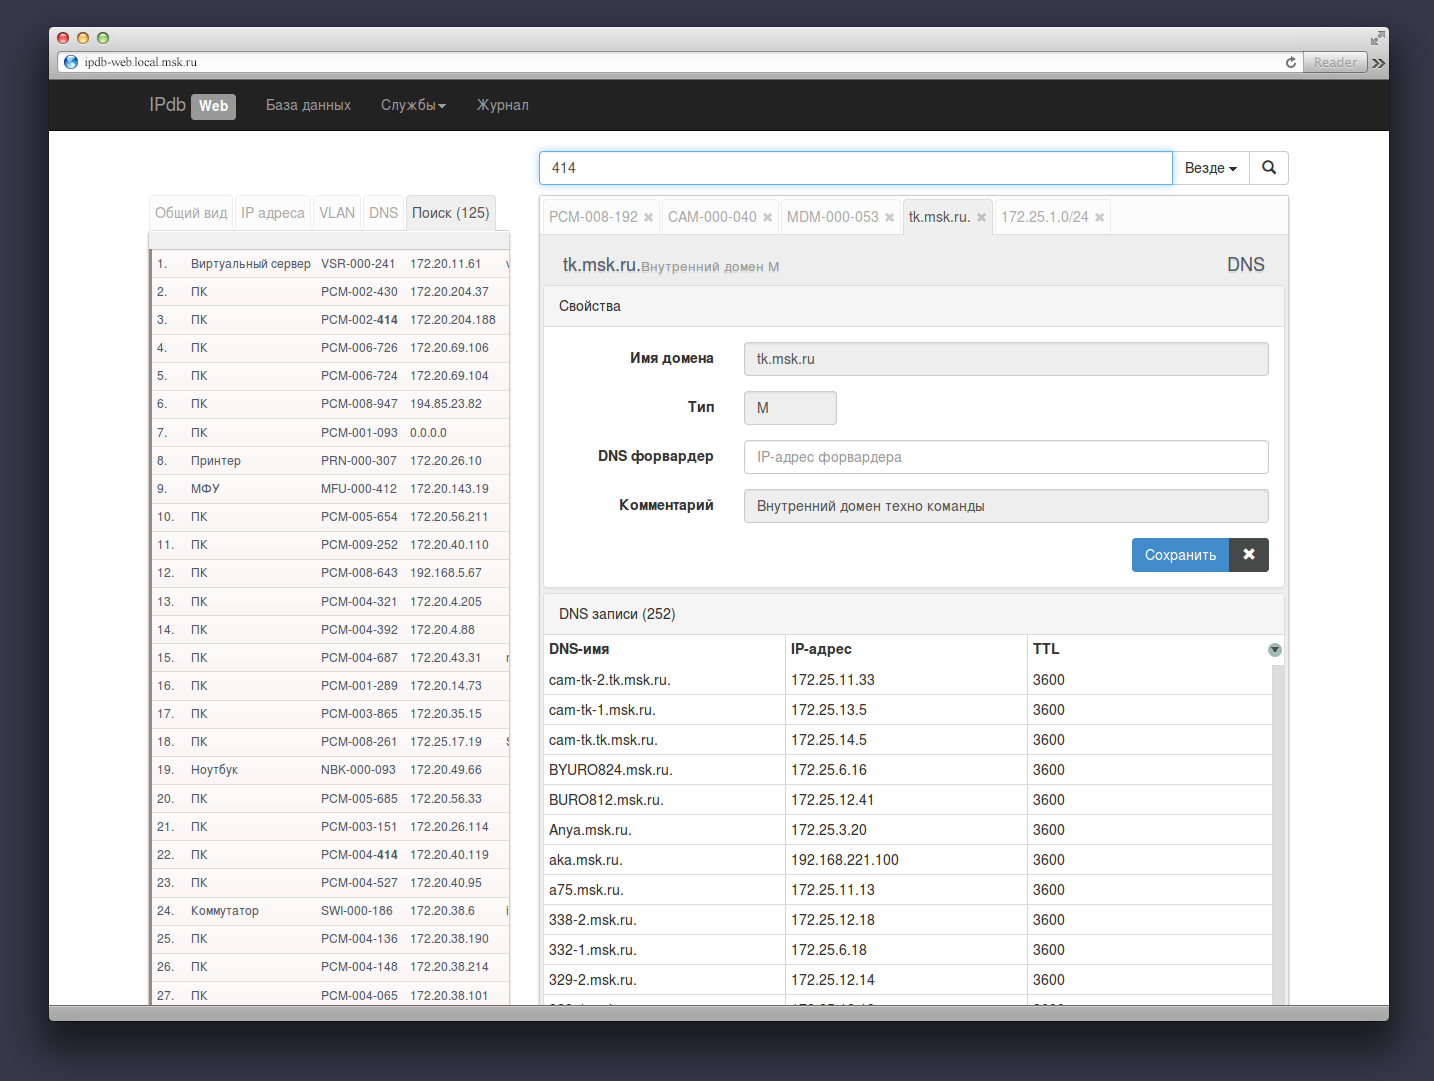 ipdb-web.local.msk.ru
Reader
IPdb Web База данных Службы Журнал
414 Везде
Общий вид IP адреса VLAN DNS Поиск (125)
1. Виртуальный сервер VSR-000-241 172.20.11.61
2. ПК PCM-002-430 172.20.204.37
3. ПК PCM-002-414 172.20.204.188
4. ПК PCM-006-726 172.20.69.106
5. ПК PCM-006-724 172.20.69.104
6. ПК PCM-008-947 194.85.23.82
7. ПК PCM-001-093 0.0.0.0
8. Принтер PRN-000-307 172.20.26.10
9. МФУ MFU-000-412 172.20.143.19
10. ПК PCM-005-654 172.20.56.211
11. ПК PCM-009-252 172.20.40.110
12. ПК PCM-008-643 192.168.5.67
13. ПК PCM-004-321 172.20.4.205
14. ПК PCM-004-392 172.20.4.88
15. ПК PCM-004-687 172.20.43.31
16. ПК PCM-001-289 172.20.14.73
17. ПК PCM-003-865 172.20.35.15
18. ПК PCM-008-261 172.25.17.19
19. Ноутбук NBK-000-093 172.20.49.66
20. ПК PCM-005-685 172.20.56.33
21. ПК PCM-003-151 172.20.26.114
22. ПК PCM-004-414 172.20.40.119
23. ПК PCM-004-527 172.20.40.95
24. Коммутатор SWI-000-186 172.20.38.6
25. ПК PCM-004-136 172.20.38.190
26. ПК PCM-004-148 172.20.38.214
27. ПК PCM-004-065 172.20.38.101
PCM-008-192 CAM-000-040 MDM-000-053 tk.msk.ru. 172.25.1.0/24
tk.msk.ru. Внутренний домен M DNS
Свойства
Имя домена tk.msk.ru
Тип M
DNS форвардер IP-адрес форвардера
Комментарий Внутренний домен техно команды
Сохранить
DNS записи (252)
DNS-имя IP-адрес TTL
cam-tk-2.tk.msk.ru. 172.25.11.33 3600
cam-tk-1.msk.ru. 172.25.13.5 3600
cam-tk.tk.msk.ru. 172.25.14.5 3600
BYURO824.msk.ru. 172.25.6.16 3600
BURO812.msk.ru. 172.25.12.41 3600
Anya.msk.ru. 172.25.3.20 3600
aka.msk.ru. 192.168.221.100 3600
a75.msk.ru. 172.25.11.13 3600
338-2.msk.ru. 172.25.12.18 3600
332-1.msk.ru. 172.25.6.18 3600
329-2.msk.ru. 172.25.12.14 3600